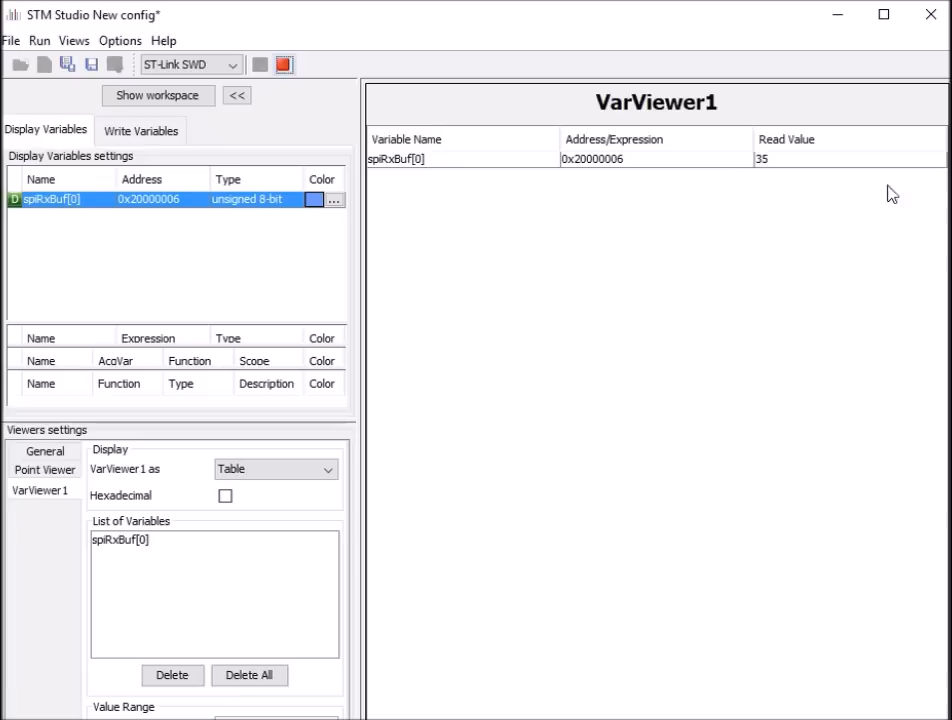 STM Studio New config*
File Run Views Options Help
ST-Link SWD
Show workspace <<
Display Variables Write Variables
Display Variables settings
Name Address Type Color
D spiRxBuf[0] 0x20000006 unsigned 8-bit ...
Name Expression Type Color
Name AcqVar Function Scope Color
Name Function Type Description Color
Viewers settings
General
Point Viewer
VarViewer1
Display
VarViewer1 as Table
Hexadecimal
List of Variables
spiRxBuf[0]
Delete Delete All
Value Range
VarViewer1
Variable Name Address/Expression Read Value
spiRxBuf[0] 0x20000006 35